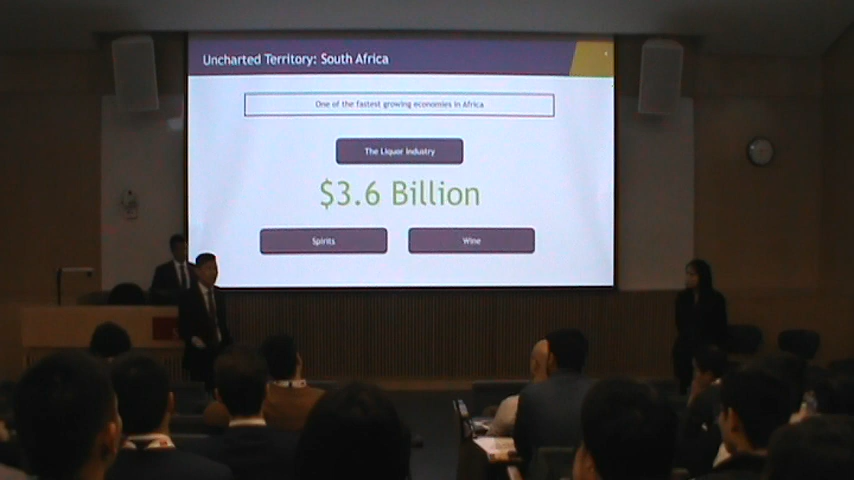 Uncharted Territory: South Africa
One of the fastest growing economies in Africa
The Liquor Industry
$3.6 Billion
Spirits
Wine